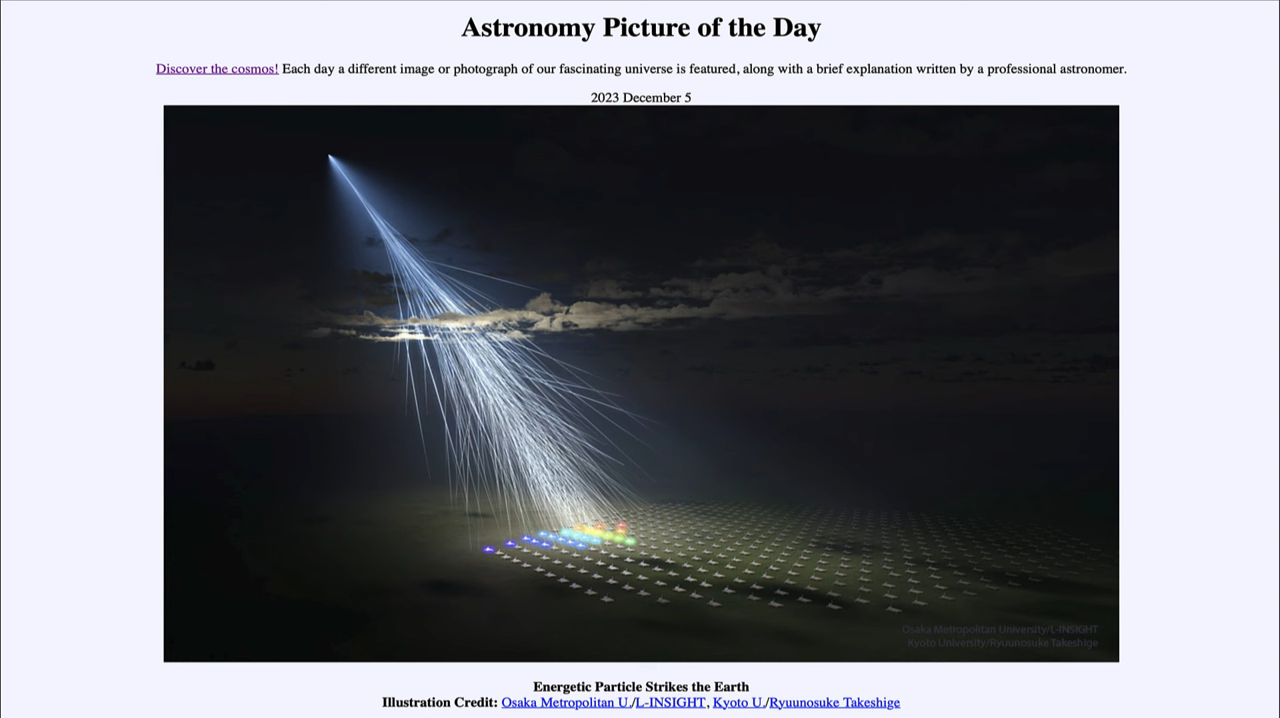 Astronomy Picture of the Day
Discover the cosmos! Each day a different image or photograph of our fascinating universe is featured, along with a brief explanation written by a professional astronomer.
2023 December 5
Osaka Metropolitan University/L-INSIGHT
Kyoto University/Ryuunosuke Takeshige
Energetic Particle Strikes the Earth
Illustration Credit: Osaka Metropolitan U./L-INSIGHT, Kyoto U./Ryuunosuke Takeshige